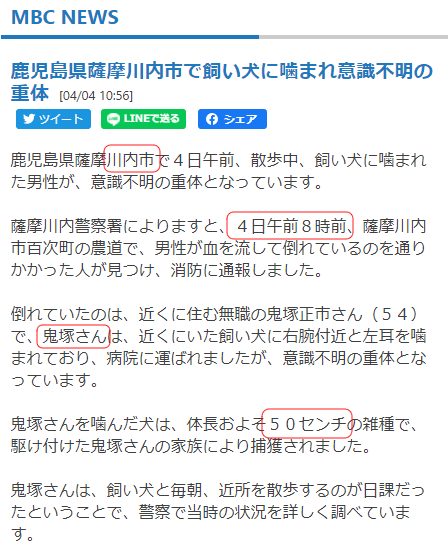 MBC NEWS
鹿児島県薩摩川内市で飼い犬に噛まれ意識不明の
重体 [04/04 10:56]
ツイート LINEで送る シェア
鹿児島県薩摩川内市で４日午前、散歩中、飼い犬に噛まれ
た男性が、意識不明の重体となっています。
薩摩川内警察署によりますと、４日午前８時前、薩摩川内
市百次町の農道で、男性が血を流して倒れているのを通り
かかった人が見つけ、消防に通報しました。
倒れていたのは、近くに住む無職の鬼塚正市さん（５４）
で、鬼塚さんは、近くにいた飼い犬に右腕付近と左耳を噛
まれており、病院に運ばれましたが、意識不明の重体とな
っています。
鬼塚さんを噛んだ犬は、体長およそ５０センチの雑種で、
駆け付けた鬼塚さんの家族により捕獲されました。
鬼塚さんは、飼い犬と毎朝、近所を散歩するのが日課だっ
たということで、警察で当時の状況を詳しく調べていま
す。